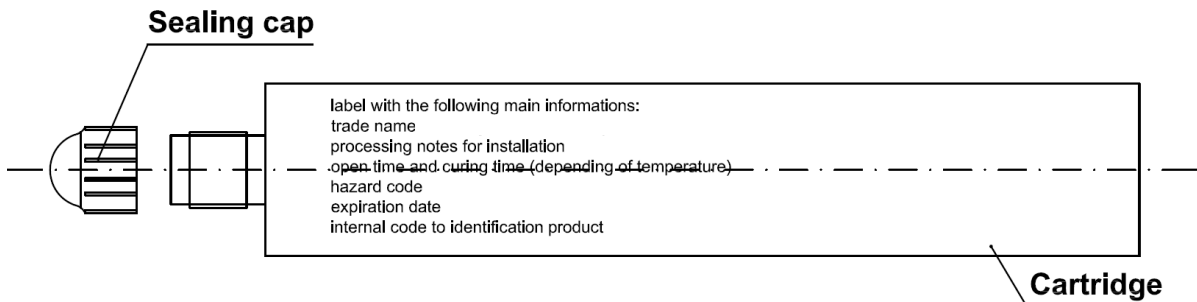 Sealing cap
label with the following main informations:
trade name
processing notes for installation
open time and curing time (depending of temperature)
hazard code
expiration date
internal code to identification product
Cartridge